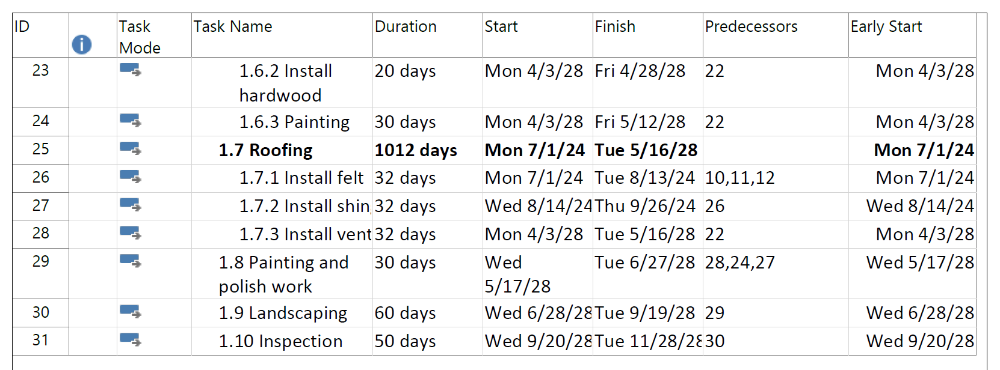 ID Task Mode Task Name Duration Start Finish Predecessors Early Start
23 1.6.2 Install hardwood 20 days Mon 4/3/28 Fri 4/28/28 22 Mon 4/3/28
24 1.6.3 Painting 30 days Mon 4/3/28 Fri 5/12/28 22 Mon 4/3/28
25 1.7 Roofing 1012 days Mon 7/1/24 Tue 5/16/28 Mon 7/1/24
26 1.7.1 Install felt 32 days Mon 7/1/24 Tue 8/13/24 10,11,12 Mon 7/1/24
27 1.7.2 Install shin 32 days Wed 8/14/24 Thu 9/26/24 26 Wed 8/14/24
28 1.7.3 Install vent 32 days Mon 4/3/28 Tue 5/16/28 22 Mon 4/3/28
29 1.8 Painting and polish work 30 days Wed 5/17/28 Tue 6/27/28 28,24,27 Wed 5/17/28
30 1.9 Landscaping 60 days Wed 6/28/28 Tue 9/19/28 29 Wed 6/28/28
31 1.10 Inspection 50 days Wed 9/20/28 Tue 11/28/28 30 Wed 9/20/28